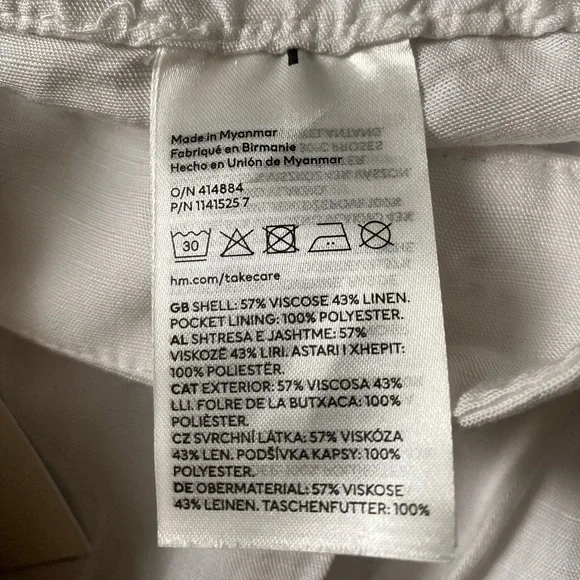 Made in Myanmar
Fabriqué en Birmanie
Hecho en Unión de Myanmar
O/N 414884
P/N 1141525 7
30
hm.com/takecare
GB SHELL: 57% VISCOSE 43% LINEN.
POCKET LINING: 100% POLYESTER.
AL SHTRESA E JASHTME: 57%
VISKOZË 43% LIRI. ASTARI I XHEPIT:
100% POLIESTËR.
CAT EXTERIOR: 57% VISCOSA 43%
LLI. FOLRE DE LA BUTXACA: 100%
POLIÈSTER.
CZ SVRCHNÍ LÁTKA: 57% VISKÓZA
43% LEN. PODŠÍVKA KAPSY: 100%
POLYESTER.
DE OBERMATERIAL: 57% VISKOSE
43% LEINEN. TASCHENFUTTER: 100%